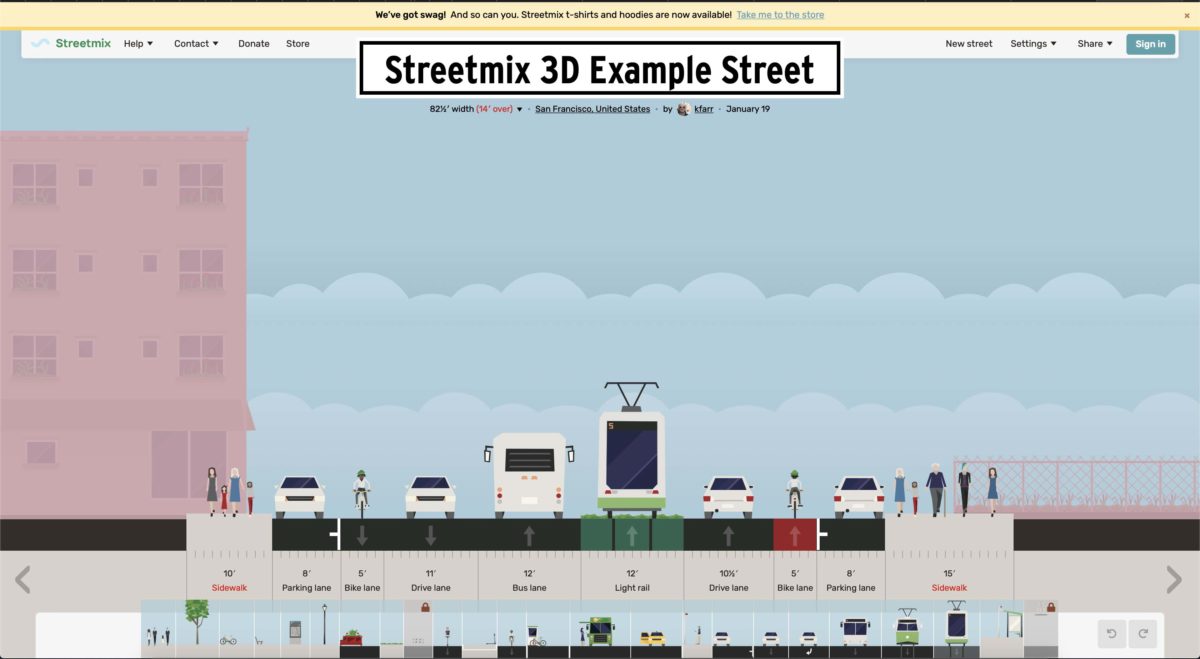 We’ve got swag! And so can you. Streetmix t-shirts and hoodies are now available! Take me to the store ×
Streetmix Help ▾ Contact ▾ Donate Store New street Settings ▾ Share ▾ Sign in
Streetmix 3D Example Street
82½′ width (14′ over) ▾ · San Francisco, United States · by kfarr · January 19
S
10′ 8′ 5′ 11′ 12′ 12′ 10½′ 5′ 8′ 15′
Sidewalk Parking lane Bike lane Drive lane Bus lane Light rail Drive lane Bike lane Parking lane Sidewalk